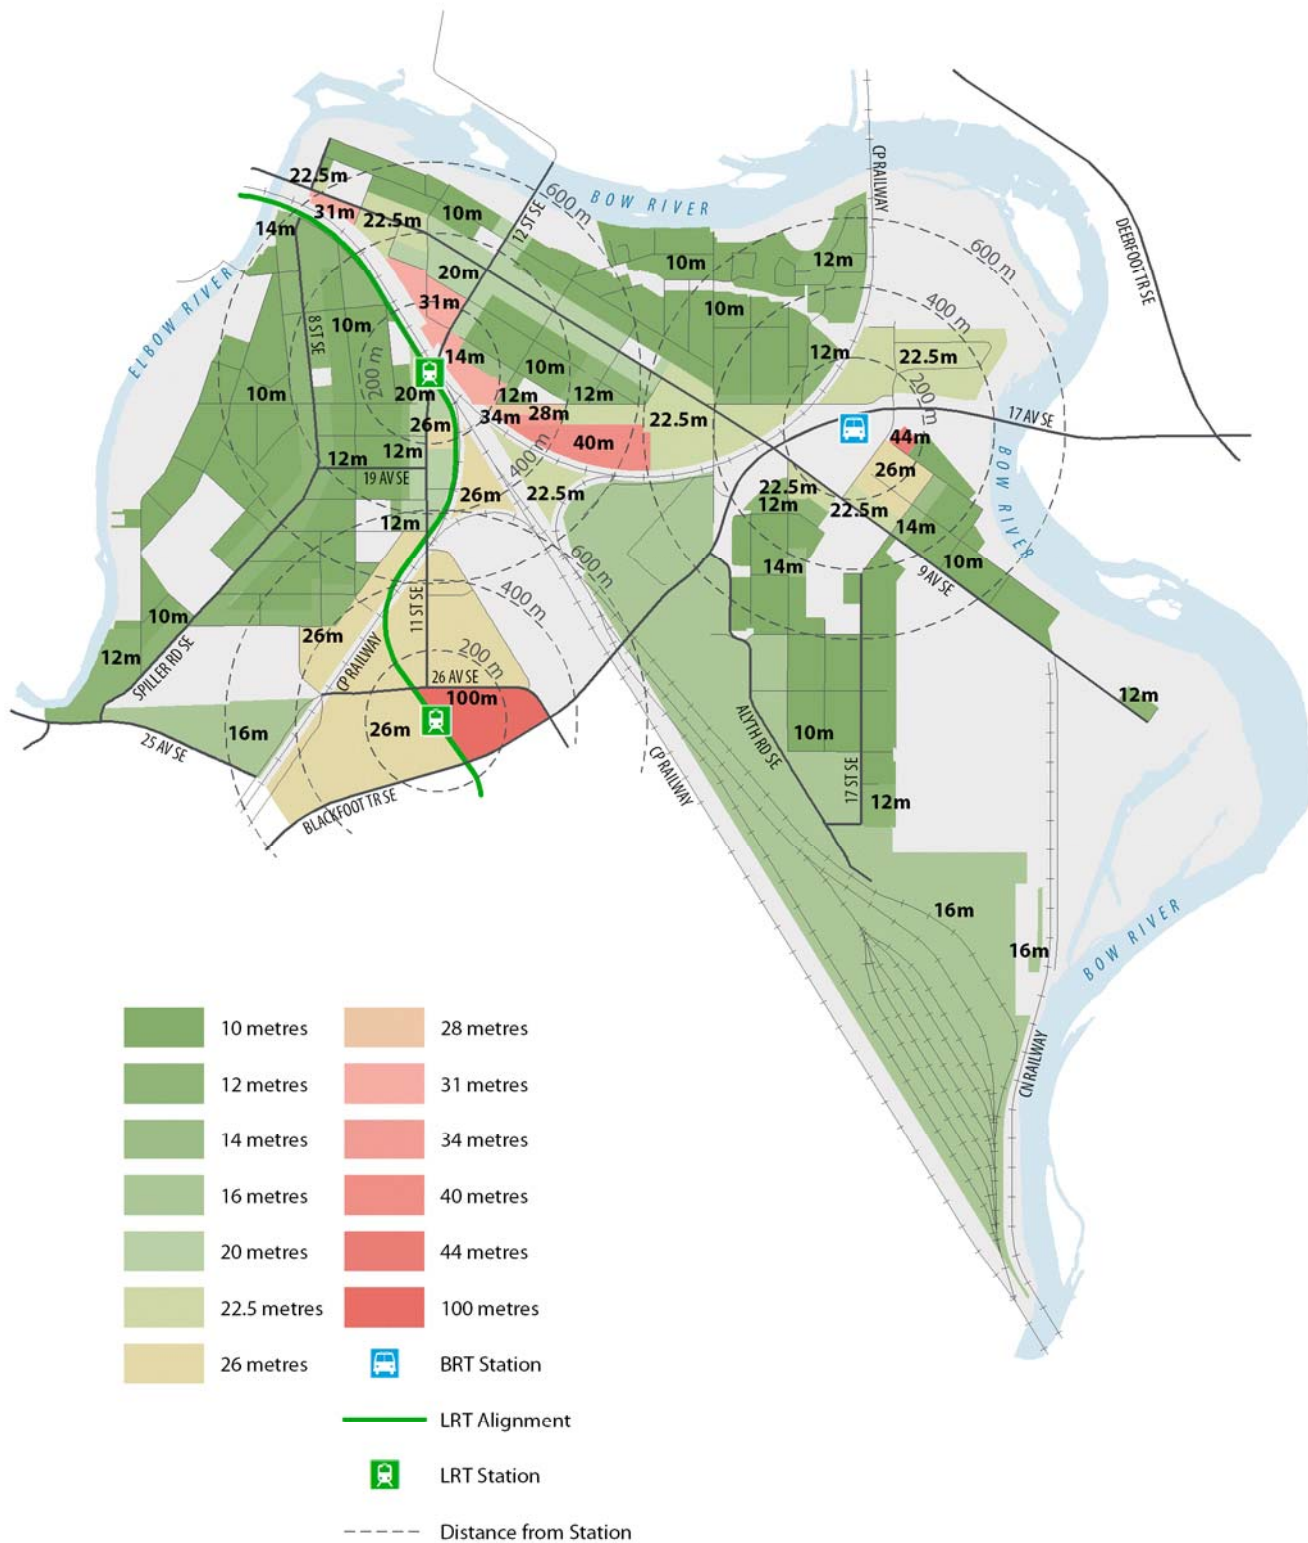 600 m
BOW RIVER
CP RAILWAY
DEERFOOT TR SE
22.5m
31m
22.5m
10m
12 ST SE
14m
20m
10m
12m
600 m
ELBOW RIVER
8 ST SE
10m
31m
10m
400 m
200 m
14m
12m
22.5m
10m
20m
10m
12m
12m
200 m
34m
28m
22.5m
17 AV SE
26m
40m
44m
12m
12m
400 m
26m
BOW RIVER
19 AV SE
26m
22.5m
22.5m
12m
22.5m
12m
14m
600 m
14m
10m
9 AV SE
400 m
10m
11 ST SE
26m
12m
SPILLER RD SE
CP RAILWAY
200 m
26 AV SE
100m
12m
16m
26m
25 AV SE
ALYTH RD SE
10m
CP RAILWAY
17 ST SE
BLACKFOOT TR SE
12m
16m
16m
BOW RIVER
CN RAILWAY
10 metres
28 metres
12 metres
31 metres
14 metres
34 metres
16 metres
40 metres
20 metres
44 metres
22.5 metres
100 metres
26 metres
BRT Station
LRT Alignment
LRT Station
Distance from Station